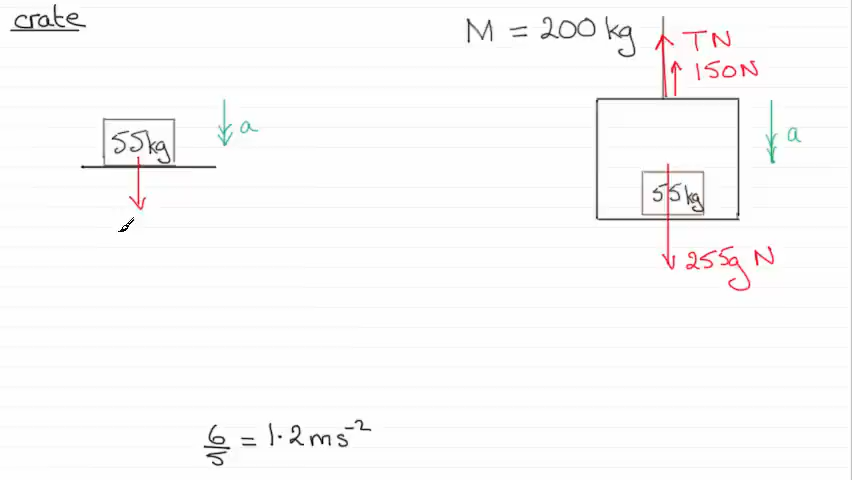 crate
M = 200 kg
TN
150N
55kg
a
a
55kg
255g N
6/5 = 1.2 ms⁻²